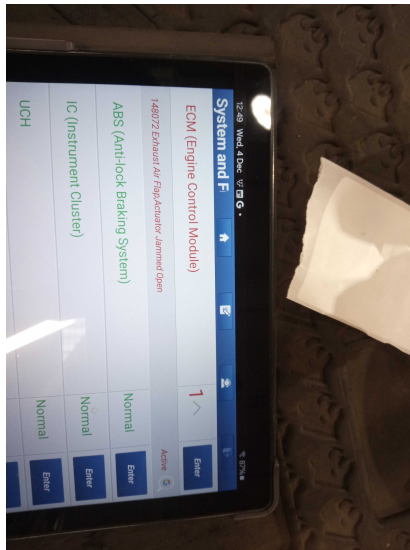 12:49 Wed, 4 Dec G • 87%
System and F
ECM (Engine Control Module) 1 Enter
148072 Exhaust Air Flap,Actuator Jammed Open Active G
ABS (Anti-lock Braking System) Normal Enter
IC (Instrument Cluster) Normal Enter
UCH Normal Enter